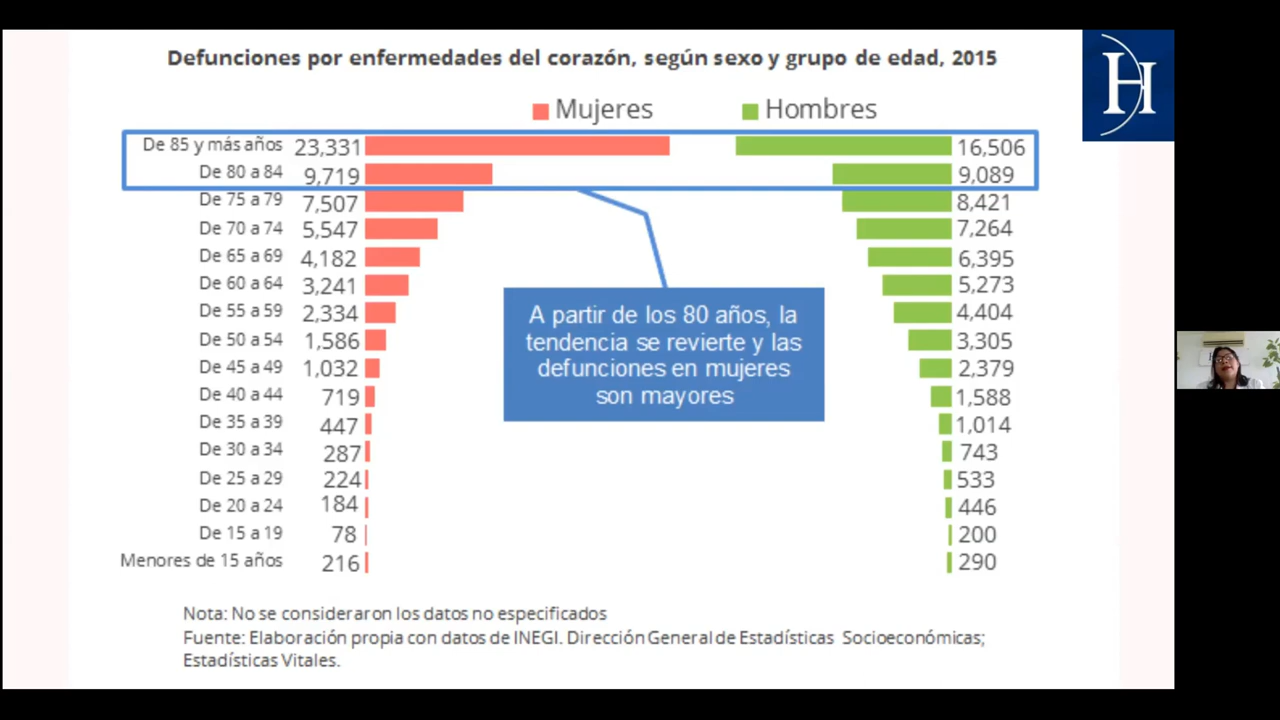 Defunciones por enfermedades del corazón, según sexo y grupo de edad, 2015
H
Mujeres Hombres
De 85 y más años 23,331 16,506
De 80 a 84 9,719 9,089
De 75 a 79 7,507 8,421
De 70 a 74 5,547 7,264
De 65 a 69 4,182 6,395
De 60 a 64 3,241 5,273
De 55 a 59 2,334 4,404
De 50 a 54 1,586 3,305
De 45 a 49 1,032 2,379
De 40 a 44 719 1,588
De 35 a 39 447 1,014
De 30 a 34 287 743
De 25 a 29 224 533
De 20 a 24 184 446
De 15 a 19 78 200
Menores de 15 años 216 290
A partir de los 80 años, la
tendencia se revierte y las
defunciones en mujeres
son mayores
Nota: No se consideraron los datos no especificados
Fuente: Elaboración propia con datos de INEGI. Dirección General de Estadísticas Socioeconómicas;
Estadísticas Vitales.